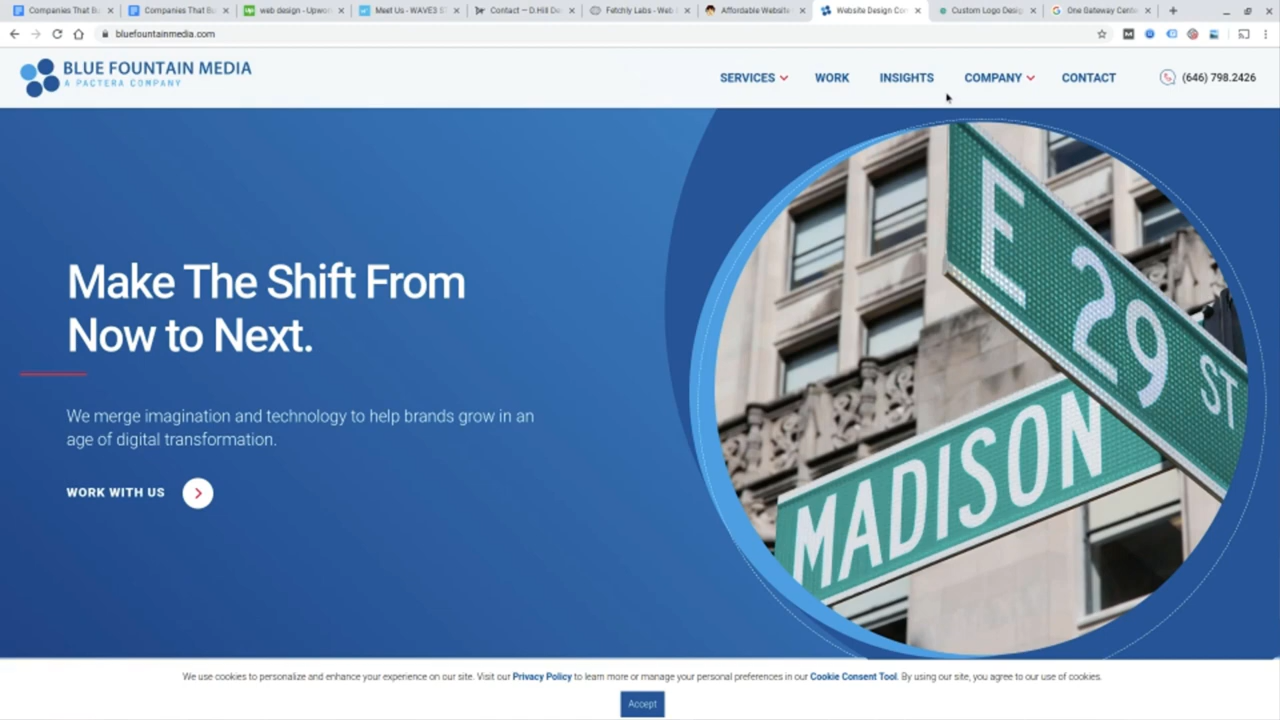 Companies That Bu
Companies That Bu
web design - Upwor
Meet Us - WAVE3 S
Contact — D.Hill De
Fetchly Labs - Web
Affordable Website
Website Design Co
Custom Logo Desig
One Gateway Cente
bluefountainmedia.com
BLUE FOUNTAIN MEDIA
A PACTERA COMPANY
SERVICES
WORK
INSIGHTS
COMPANY
CONTACT
(646) 798.2426
Make The Shift From
Now to Next.
We merge imagination and technology to help brands grow in an
age of digital transformation.
WORK WITH US
E 29 ST
MADISON
We use cookies to personalize and enhance your experience on our site. Visit our Privacy Policy to learn more or manage your personal preferences in our Cookie Consent Tool. By using our site, you agree to our use of cookies.
Accept